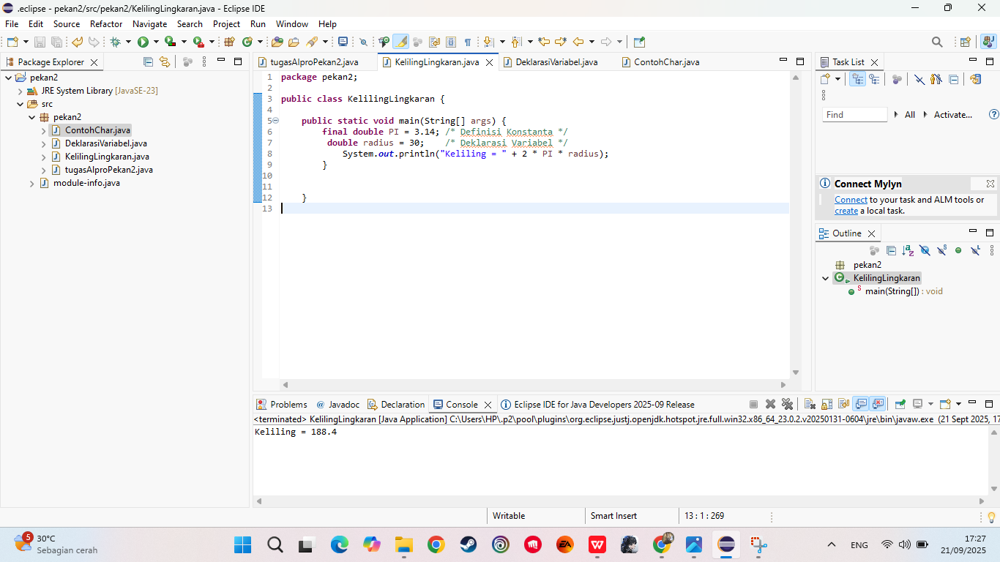 .eclipse - pekan2/src/pekan2/KelilingLingkaran.java - Eclipse IDE
File Edit Source Refactor Navigate Search Project Run Window Help
Package Explorer
pekan2
JRE System Library [JavaSE-23]
src
pekan2
ContohChar.java
DeklarasiVariabel.java
KelilingLingkaran.java
tugasAlproPekan2.java
module-info.java
tugasAlproPekan2.java KelilingLingkaran.java DeklarasiVariabel.java ContohChar.java
1 package pekan2;
2
3 public class KelilingLingkaran {
4
5 public static void main(String[] args) {
6 final double PI = 3.14; /* Definisi Konstanta */
7 double radius = 30; /* Deklarasi Variabel */
8 System.out.println("Keliling = " + 2 * PI * radius);
9 }
10
11
12 }
13
Task List
Find All Activate...
Connect Mylyn
Connect to your task and ALM tools or
create a local task.
Outline
pekan2
KelilingLingkaran
main(String[]) : void
Problems Javadoc Declaration Console Eclipse IDE for Java Developers 2025-09 Release
<terminated> KelilingLingkaran [Java Application] C:\Users\HP\.p2\pool\plugins\org.eclipse.justj.openjdk.hotspot.jre.full.win32.x86_64_23.0.2.v20250131-0604\jre\bin\javaw.exe (21 Sept 2025, 17
Keliling = 188.4
Writable Smart Insert 13 : 1 : 269
5
30°C
Sebagian cerah
ENG
17:27
21/09/2025